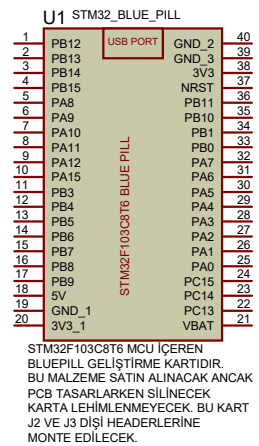 U1 STM32_BLUE_PILL
USB PORT
1 PB12 GND_2 40
2 PB13 GND_3 39
3 PB14 3V3 38
4 PB15 NRST 37
5 PA8 PB11 36
6 PA9 PB10 35
7 PA10 PB1 34
8 PA11 PB0 33
9 PA12 PA7 32
10 PA15 PA6 31
11 PB3 PA5 30
12 PB4 PA4 29
13 PB5 PA3 28
14 PB6 PA2 27
15 PB7 PA1 26
16 PB8 PA0 25
17 PB9 PC15 24
18 5V PC14 23
19 GND_1 PC13 22
20 3V3_1 VBAT 21
STM32F103C8T6 BLUE PILL
STM32F103C8T6 MCU İÇEREN
BLUEPILL GELİŞTİRME KARTIDIR.
BU MALZEME SATIN ALINACAK ANCAK
PCB TASARLARKEN SİLİNECEK
KARTA LEHİMLENMEYECEK. BU KART
J2 VE J3 DİŞİ HEADERLERİNE
MONTE EDİLECEK.